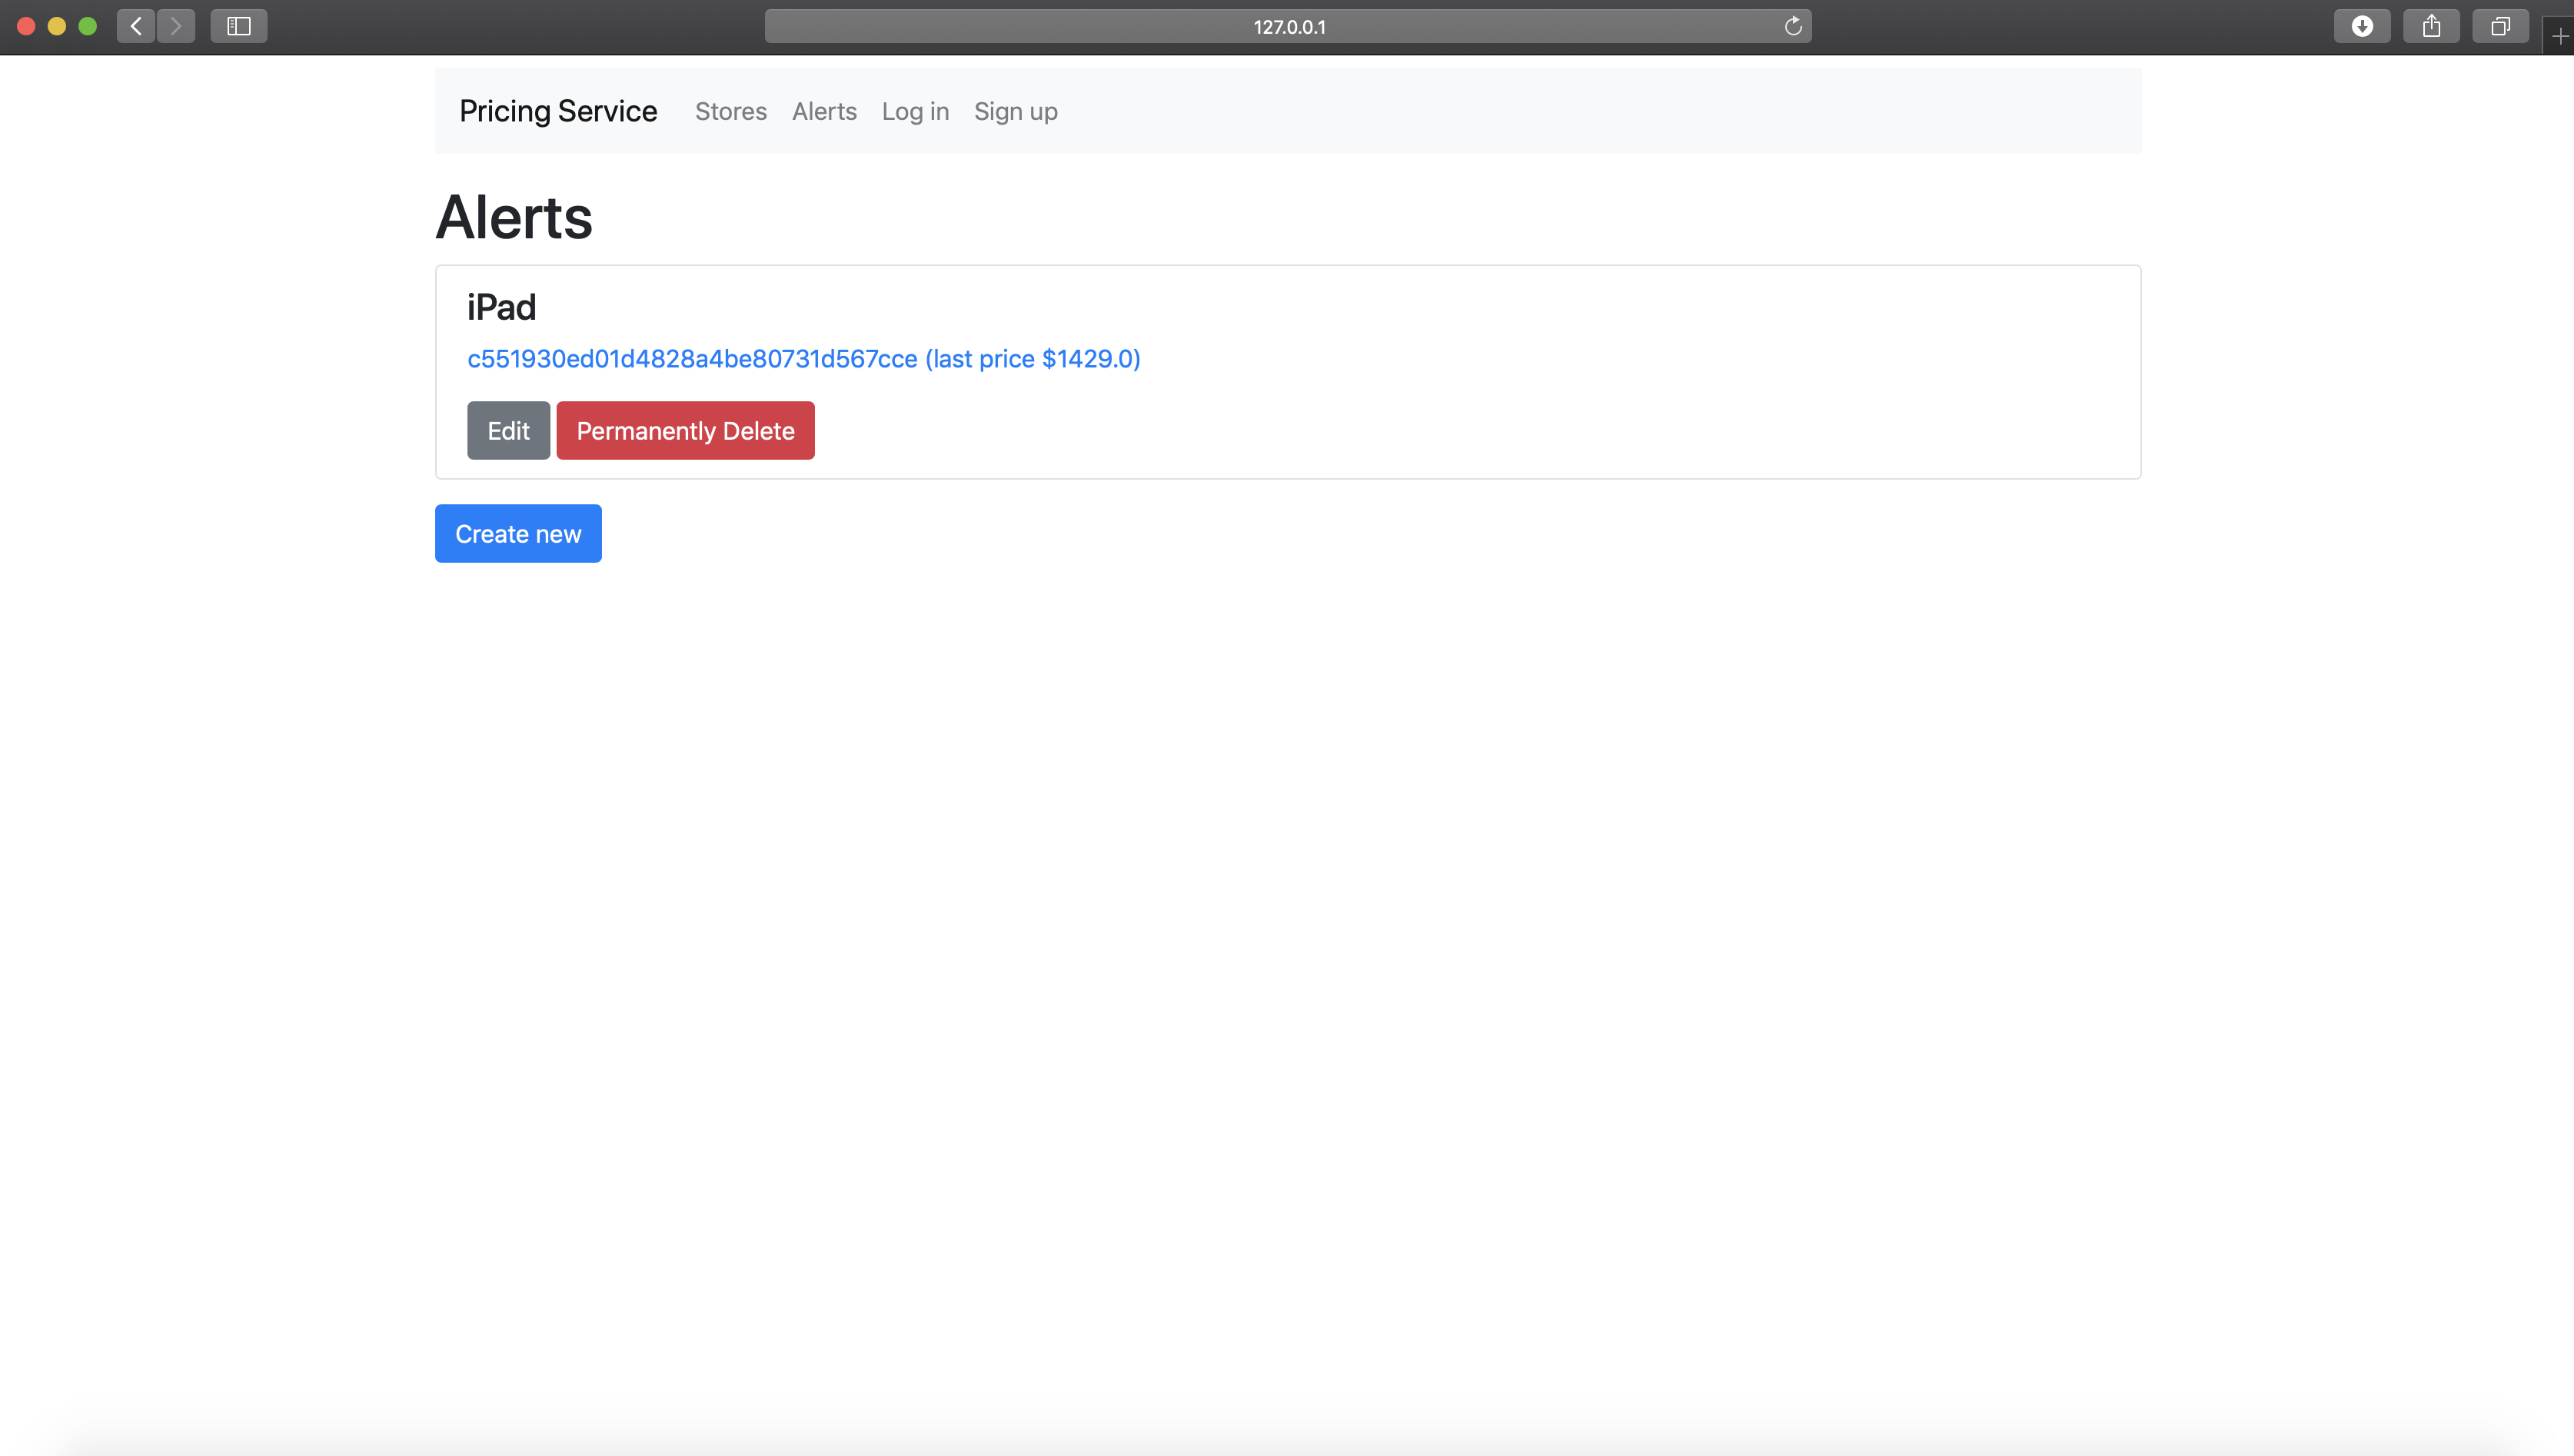 127.0.0.1
Pricing Service Stores Alerts Log in Sign up
Alerts
iPad
c551930ed01d4828a4be80731d567cce (last price $1429.0)
Edit Permanently Delete
Create new